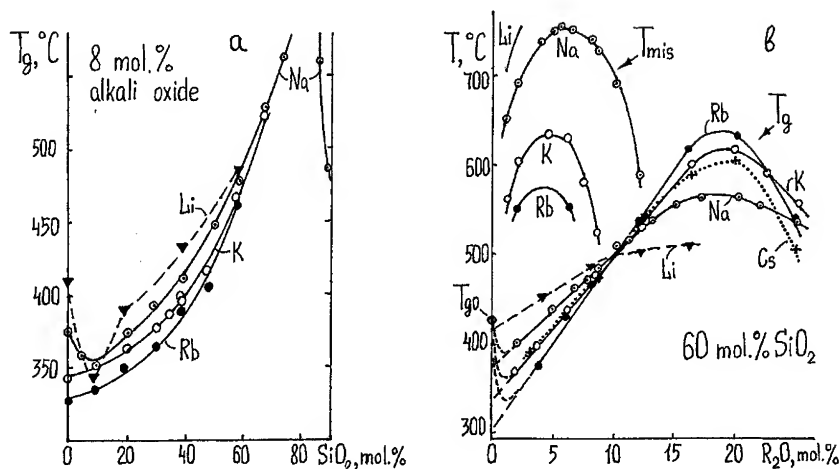 Tg, °C
8 mol.%
alkali oxide
a
Na
500
450
400
350
Li
K
Rb
0
20
40
60
80
SiO₂, mol.%
T, °C
в
Li
Na
Tmis
700
K
Rb
Tg
Rb
600
K
Na
500
Li
Cs
Tg₀
400
60 mol.% SiO₂
300
0
5
10
15
20
R₂O, mol.%